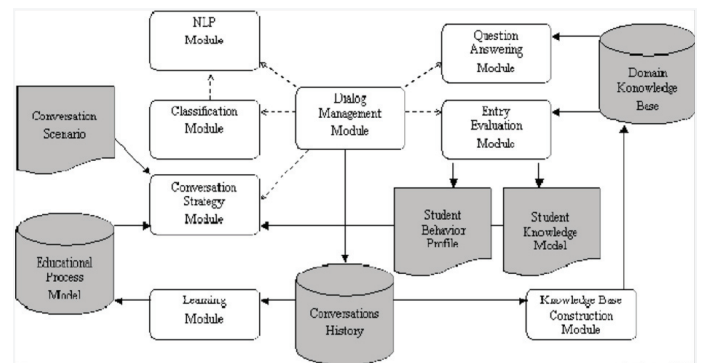 NLP
Module
Question
Answering
Module
Domain
Konowledge
Base
Conversation
Scenario
Classification
Module
Dialog
Management
Module
Entry
Evaluation
Module
Conversation
Strategy
Module
Student
Behavior
Profile
Student
Knowledge
Model
Educational
Process
Model
Learning
Module
Conversations
History
Knowledge Base
Construction
Module